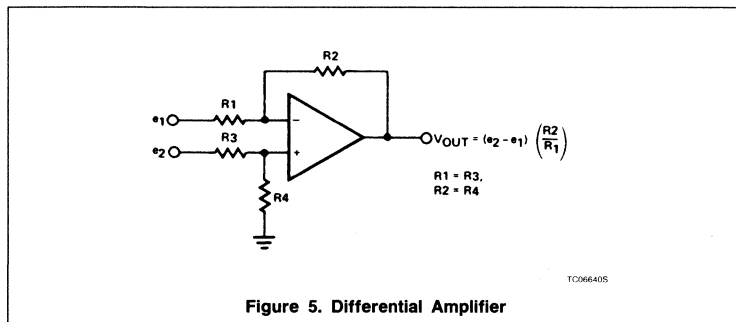 R2
R1
e1
R3
e2
R4
−
+
VOUT = (e2 − e1) (R2/R1)
R1 = R3,
R2 = R4
TC06640S
Figure 5. Differential Amplifier